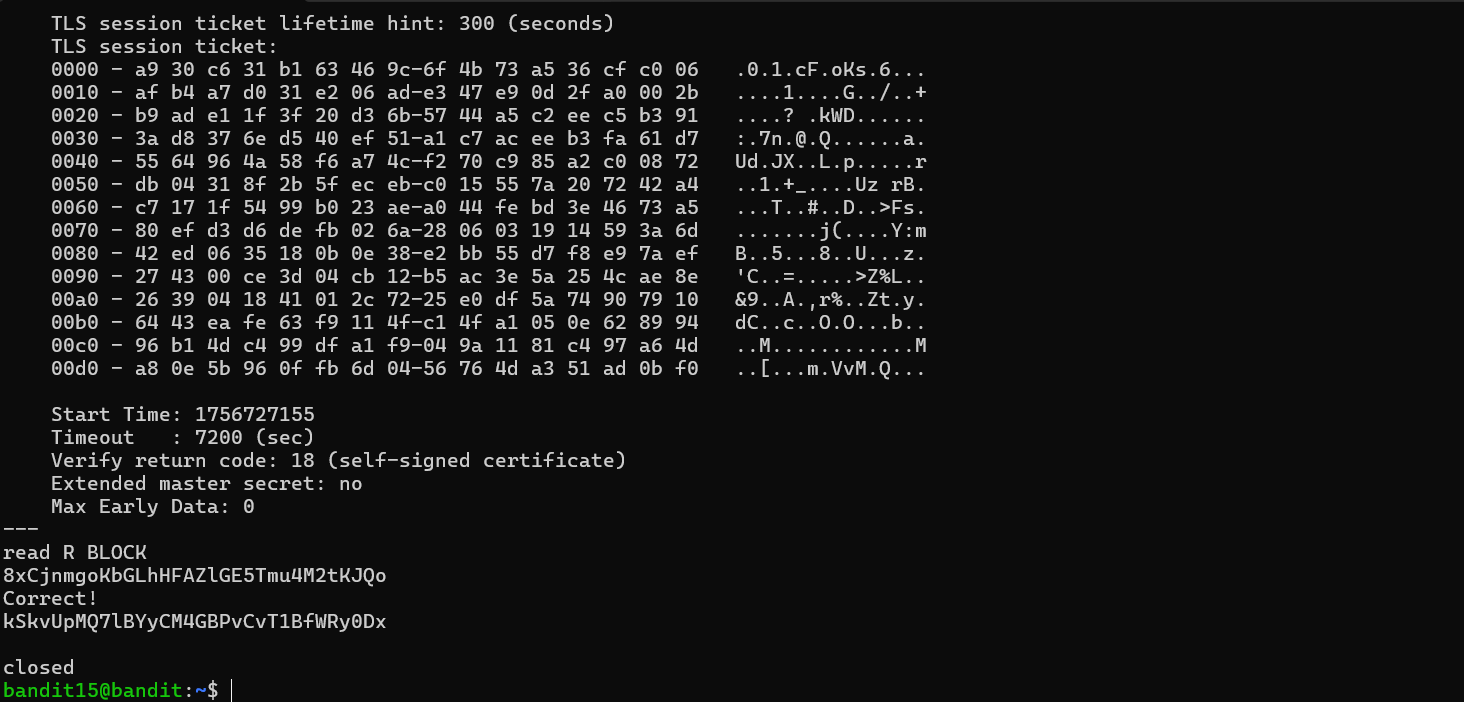 TLS session ticket lifetime hint: 300 (seconds)
TLS session ticket:
0000 - a9 30 c6 31 b1 63 46 9c-6f 4b 73 a5 36 cf c0 06   .0.1.cF.oKs.6...
0010 - af b4 a7 d0 31 e2 06 ad-e3 47 e9 0d 2f a0 00 2b   ....1....G../..+
0020 - b9 ad e1 1f 3f 20 d3 6b-57 44 a5 c2 ee c5 b3 91   ....? .kWD......
0030 - 3a d8 37 6e d5 40 ef 51-a1 c7 ac ee b3 fa 61 d7   :.7n.@.Q......a.
0040 - 55 64 96 4a 58 f6 a7 4c-f2 70 c9 85 a2 c0 08 72   Ud.JX..L.p.....r
0050 - db 04 31 8f 2b 5f ec eb-c0 15 55 7a 20 72 42 a4   ..1.+_....Uz rB.
0060 - c7 17 1f 54 99 b0 23 ae-a0 44 fe bd 3e 46 73 a5   ...T..#..D..>Fs.
0070 - 80 ef d3 d6 de fb 02 6a-28 06 03 19 14 59 3a 6d   .......j(....Y:m
0080 - 42 ed 06 35 18 0b 0e 38-e2 bb 55 d7 f8 e9 7a ef   B..5...8..U...z.
0090 - 27 43 00 ce 3d 04 cb 12-b5 ac 3e 5a 25 4c ae 8e   'C..=.....>Z%L..
00a0 - 26 39 04 18 41 01 2c 72-25 e0 df 5a 74 90 79 10   &9..A.,r%..Zt.y.
00b0 - 64 43 ea fe 63 f9 11 4f-c1 4f a1 05 0e 62 89 94   dC..c..O.O...b..
00c0 - 96 b1 4d c4 99 df a1 f9-04 9a 11 81 c4 97 a6 4d   ..M............M
00d0 - a8 0e 5b 96 0f fb 6d 04-56 76 4d a3 51 ad 0b f0   ..[...m.VvM.Q...
Start Time: 1756727155
Timeout   : 7200 (sec)
Verify return code: 18 (self-signed certificate)
Extended master secret: no
Max Early Data: 0
---
read R BLOCK
8xCjnmgoKbGLhHFAZlGE5Tmu4M2tKJQo
Correct!
kSkvUpMQ7lBYyCM4GBPvCvT1BfWRy0Dx
closed
bandit15@bandit:~$